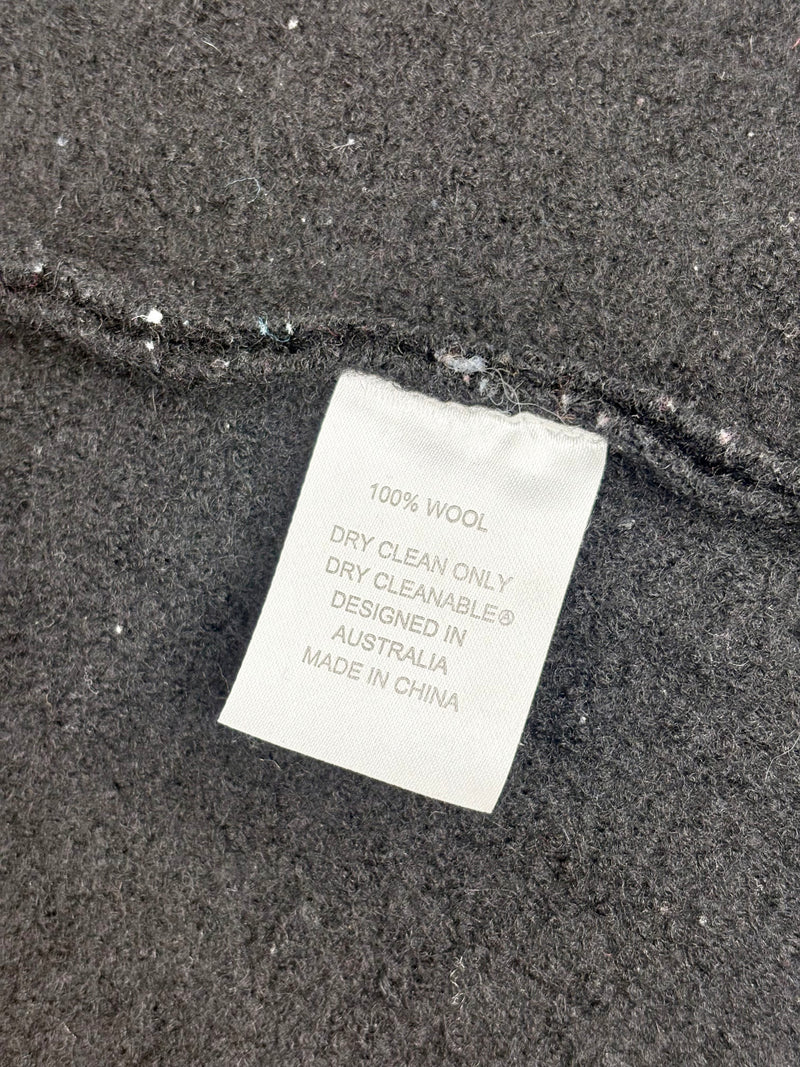 100% WOOL
DRY CLEAN ONLY
DRY CLEANABLE Ⓐ
DESIGNED IN
AUSTRALIA
MADE IN CHINA